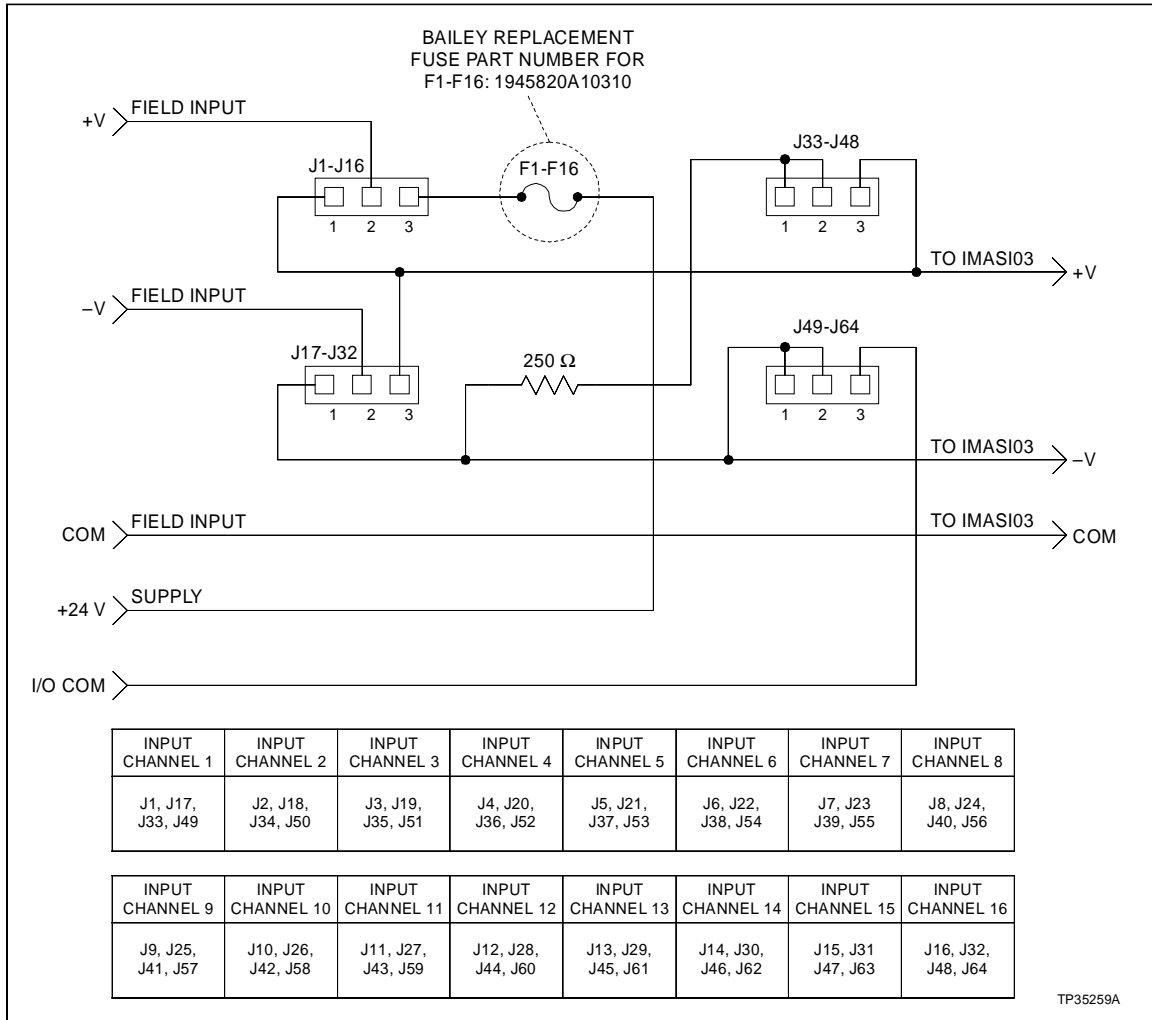 BAILEY REPLACEMENT
FUSE PART NUMBER FOR
F1-F16: 1945820A10310
+V FIELD INPUT
J1-J16
1 2 3
F1-F16
J33-J48
1 2 3
TO IMASI03
+V
–V FIELD INPUT
J17-J32
1 2 3
250 Ω
J49-J64
1 2 3
TO IMASI03
–V
COM FIELD INPUT
TO IMASI03
COM
+24 V SUPPLY
I/O COM
INPUT CHANNEL 1
J1, J17,
J33, J49
INPUT CHANNEL 2
J2, J18,
J34, J50
INPUT CHANNEL 3
J3, J19,
J35, J51
INPUT CHANNEL 4
J4, J20,
J36, J52
INPUT CHANNEL 5
J5, J21,
J37, J53
INPUT CHANNEL 6
J6, J22,
J38, J54
INPUT CHANNEL 7
J7, J23
J39, J55
INPUT CHANNEL 8
J8, J24,
J40, J56
INPUT CHANNEL 9
J9, J25,
J41, J57
INPUT CHANNEL 10
J10, J26,
J42, J58
INPUT CHANNEL 11
J11, J27,
J43, J59
INPUT CHANNEL 12
J12, J28,
J44, J60
INPUT CHANNEL 13
J13, J29,
J45, J61
INPUT CHANNEL 14
J14, J30,
J46, J62
INPUT CHANNEL 15
J15, J31
J47, J63
INPUT CHANNEL 16
J16, J32,
J48, J64
TP35259A